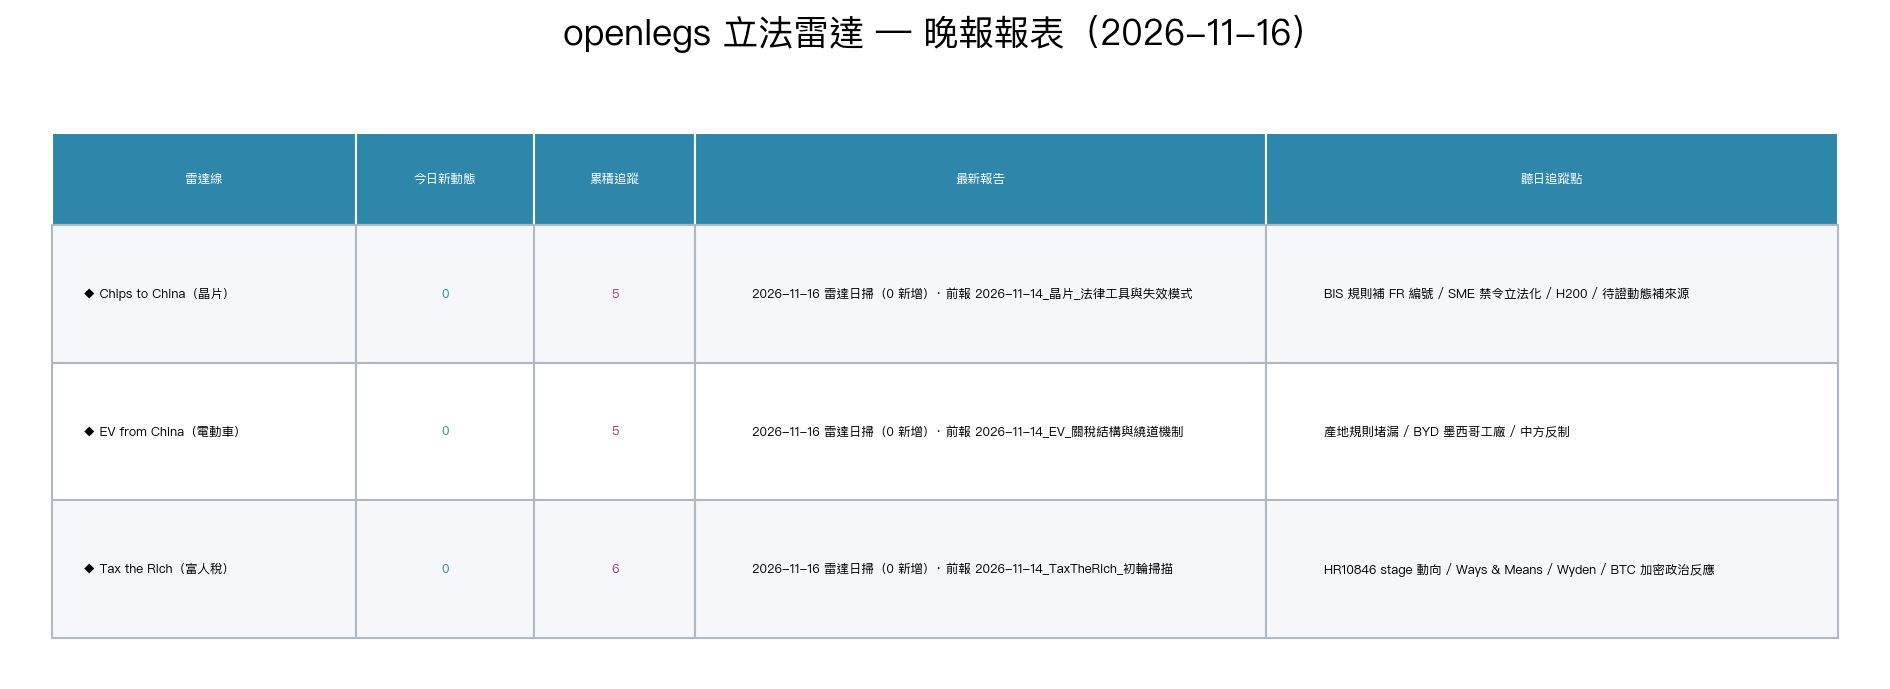 openlegs 立法雷達 — 晚報報表（2026-11-16）
雷達線 今日新動態 累積追蹤 最新報告 聽日追蹤點
◆ Chips to China（晶片） 0 5 2026-11-16 雷達日掃（0 新增）· 前報 2026-11-14_晶片_法律工具與失效模式 BIS 規則補 FR 編號 / SME 禁令立法化 / H200 / 待證動態補來源
◆ EV from China（電動車） 0 5 2026-11-16 雷達日掃（0 新增）· 前報 2026-11-14_EV_關稅結構與繞道機制 產地規則堵漏 / BYD 墨西哥工廠 / 中方反制
◆ Tax the Rich（富人稅） 0 6 2026-11-16 雷達日掃（0 新增）· 前報 2026-11-14_TaxTheRich_初輪掃描 HR10846 stage 動向 / Ways & Means / Wyden / BTC 加密政治反應